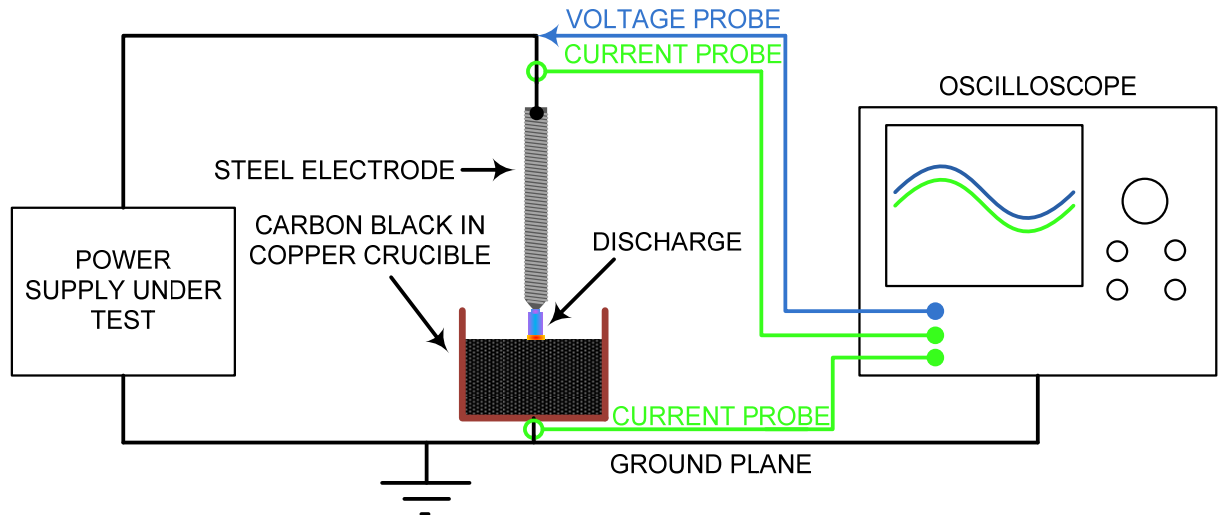 VOLTAGE PROBE
CURRENT PROBE
OSCILLOSCOPE
STEEL ELECTRODE
CARBON BLACK IN
COPPER CRUCIBLE
DISCHARGE
POWER
SUPPLY UNDER
TEST
CURRENT PROBE
GROUND PLANE